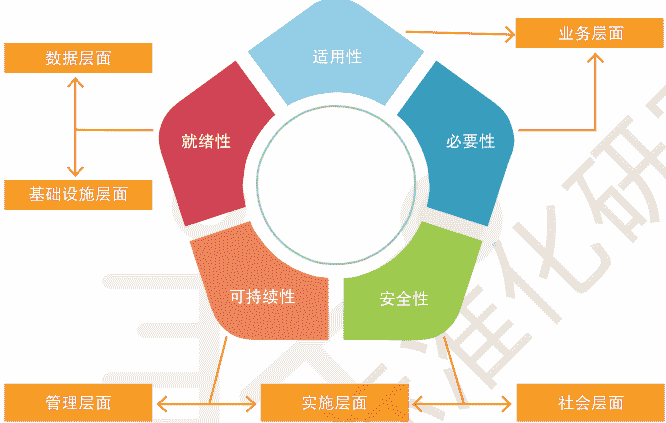 适用性
业务层面
数据层面
就绪性
必要性
基础设施层面
可持续性
安全性
管理层面
实施层面
社会层面